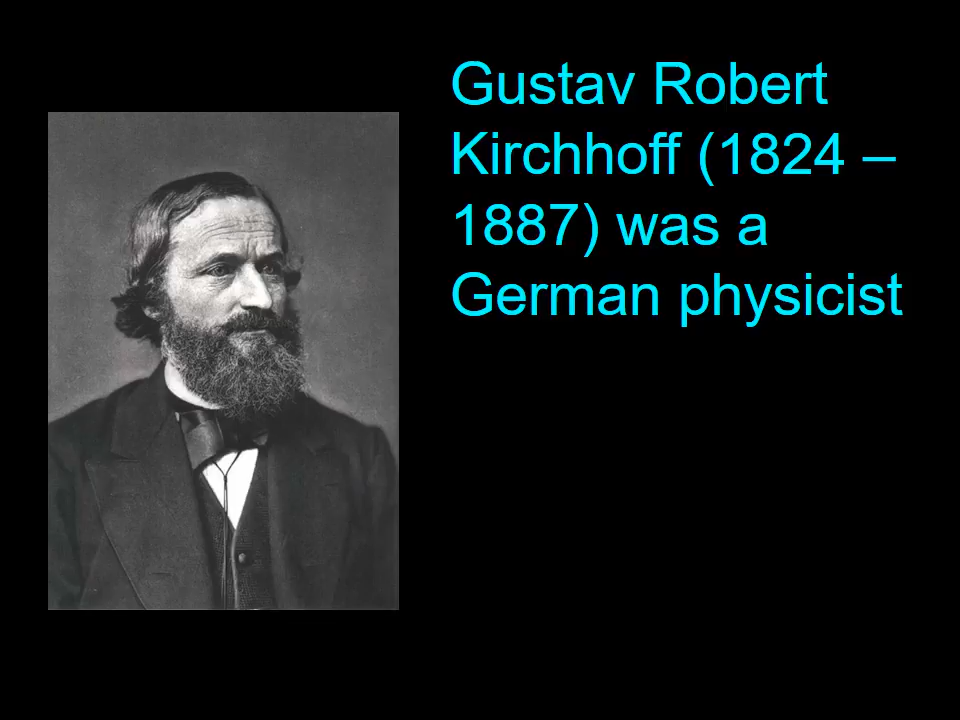 Gustav Robert
Kirchhoff (1824 –
1887) was a
German physicist